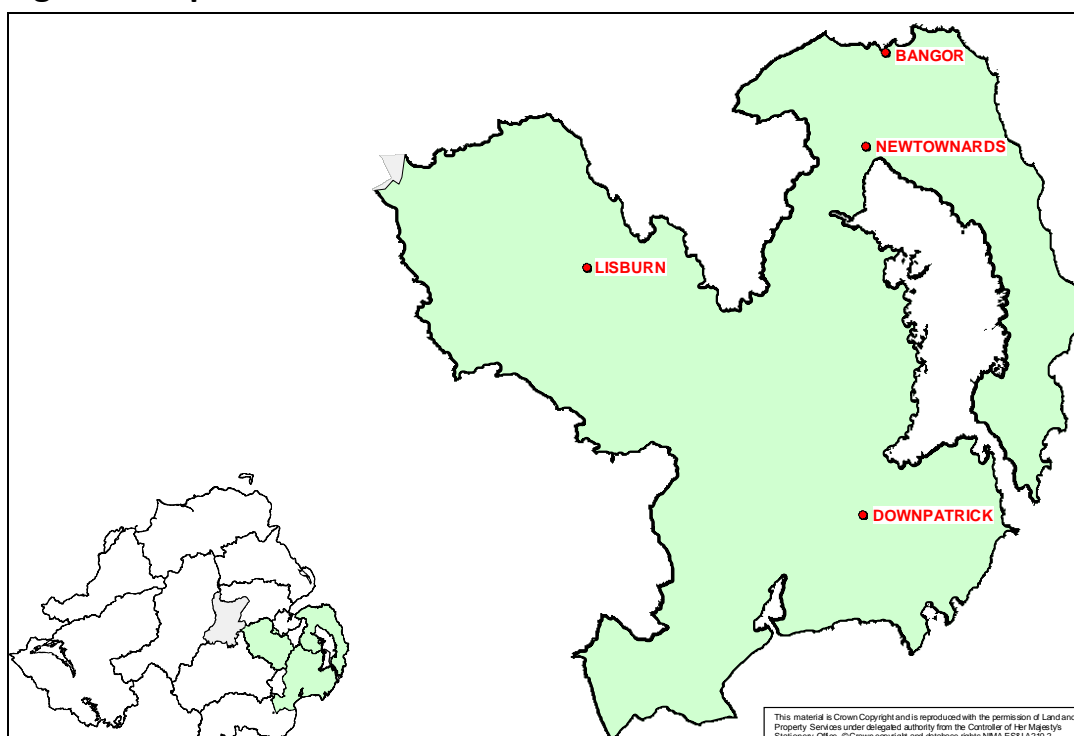 BANGOR
NEWTOWNARDS
LISBURN
DOWNPATRICK
This material is Crown Copyright and is reproduced with the permission of Land and
Property Services under delegated authority from the Controller of Her Majesty's